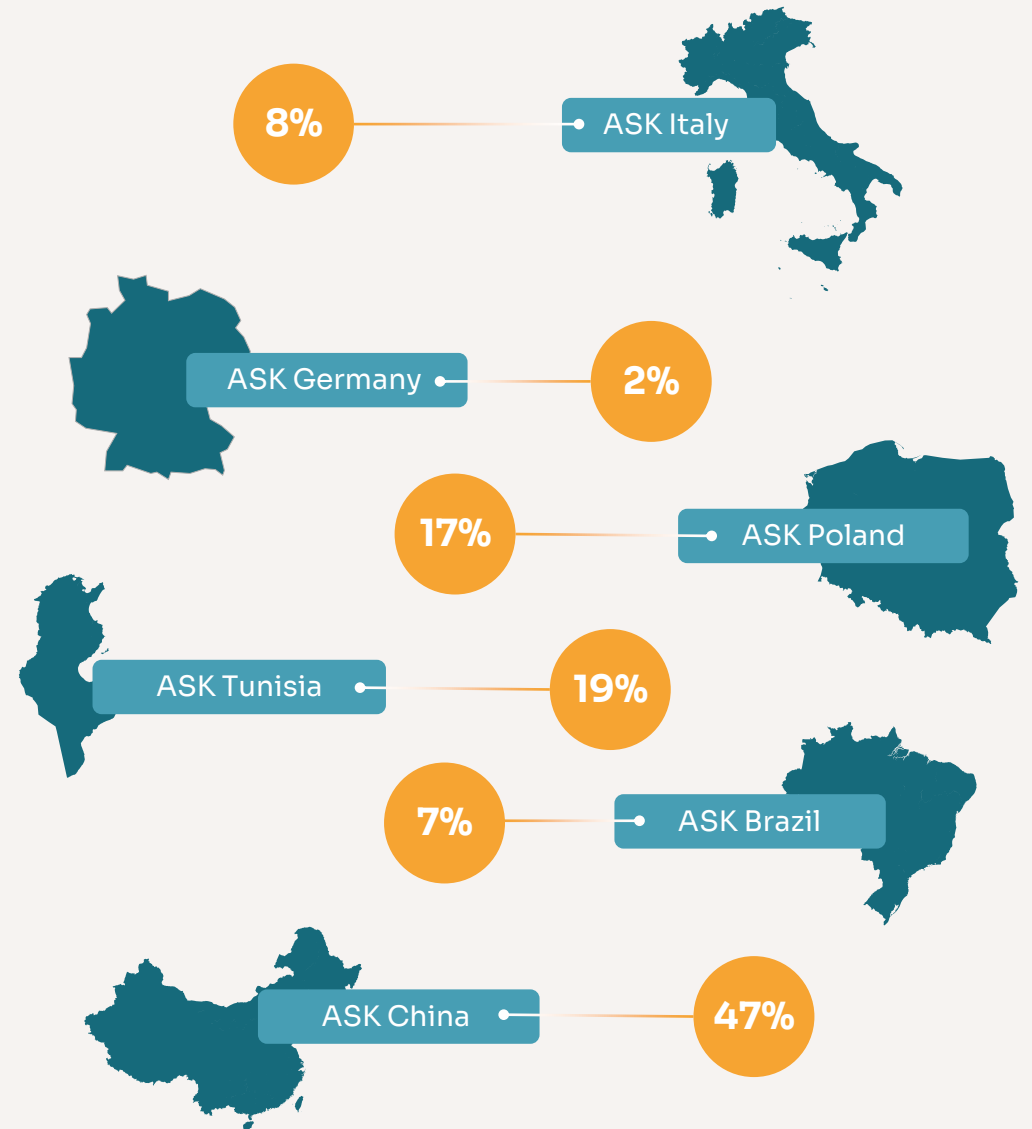 8%
ASK Italy
ASK Germany
2%
17%
ASK Poland
ASK Tunisia
19%
7%
ASK Brazil
ASK China
47%